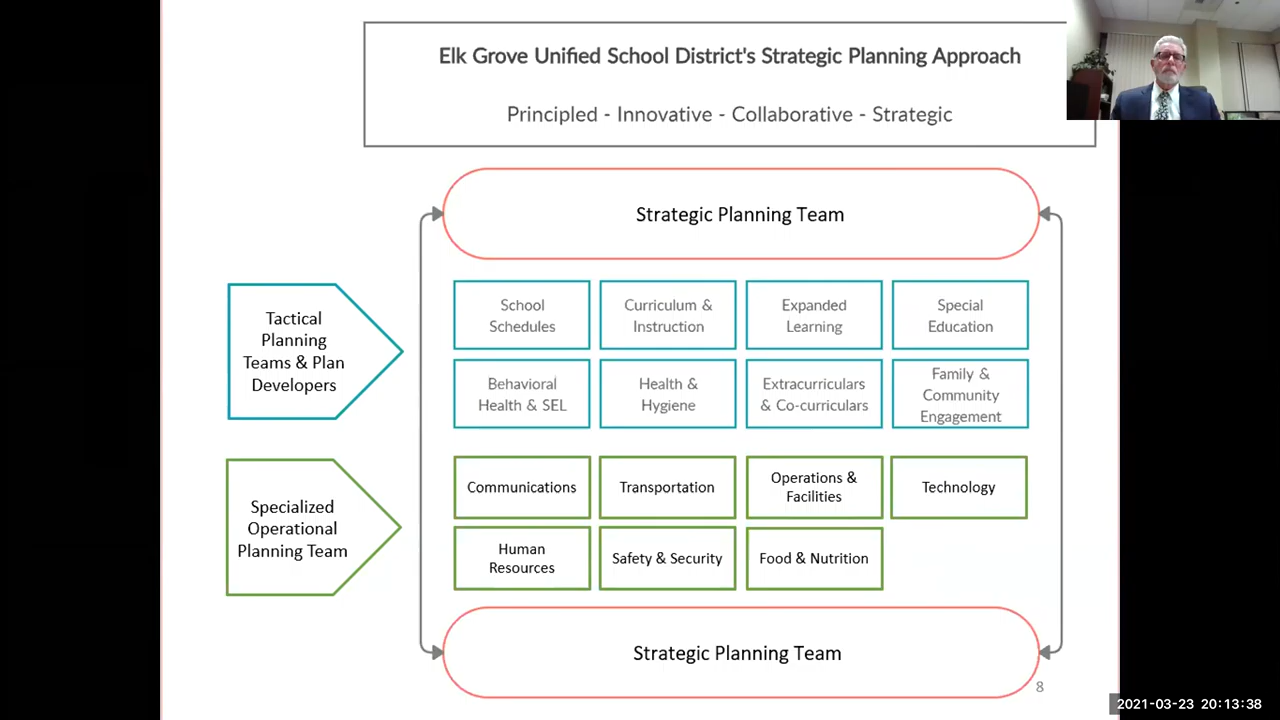 Elk Grove Unified School District's Strategic Planning Approach
Principled - Innovative - Collaborative - Strategic
Strategic Planning Team
Tactical
Planning
Teams & Plan
Developers
School
Schedules
Curriculum &
Instruction
Expanded
Learning
Special
Education
Behavioral
Health & SEL
Health &
Hygiene
Extracurriculars
& Co-curriculars
Family &
Community
Engagement
Specialized
Operational
Planning Team
Communications
Transportation
Operations &
Facilities
Technology
Human
Resources
Safety & Security
Food & Nutrition
Strategic Planning Team
8
2021-03-23 20:13:38